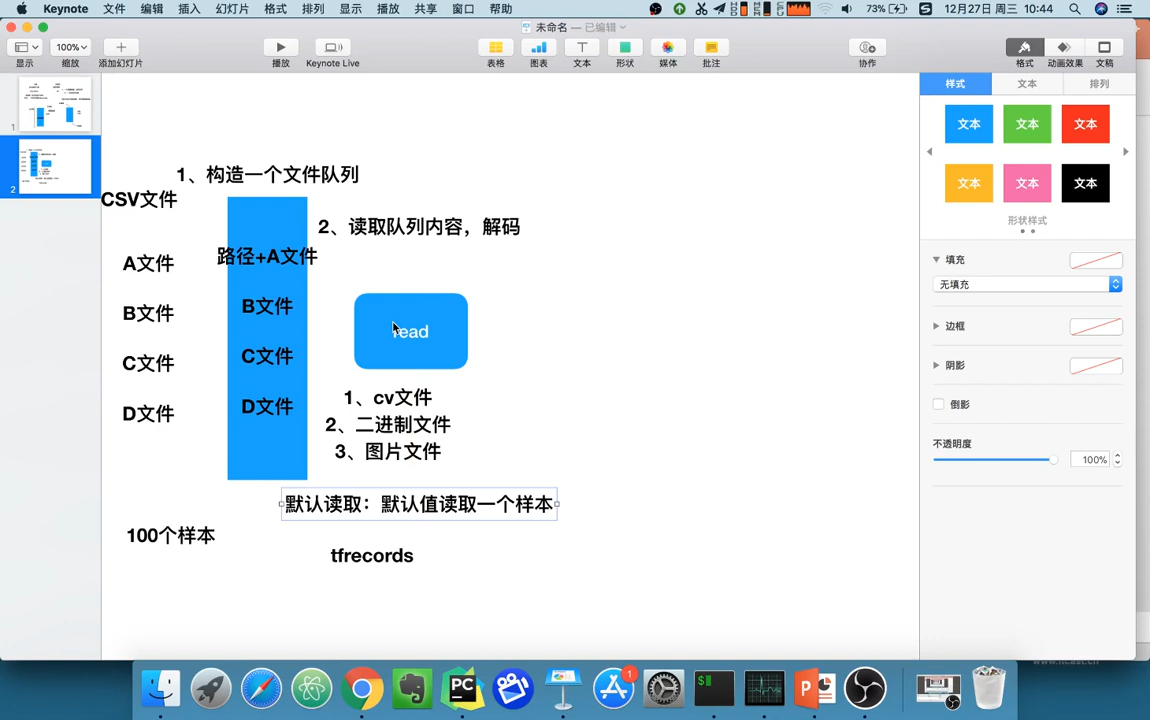 Keynote 文件 编辑 插入 幻灯片 格式 排列 显示 播放 共享 窗口 帮助 73% 12月27日 周三 10:44
未命名 — 已编辑
100%
显示 缩放 添加幻灯片 播放 Keynote Live 表格 图表 文本 形状 媒体 批注 协作 格式 动画效果 文稿
样式 文本 排列
文本 文本 文本
文本 文本 文本
形状样式
填充
无填充
边框
阴影
倒影
不透明度
100%
1
2
1、构造一个文件队列
CSV文件
2、读取队列内容，解码
路径+A文件
A文件
B文件
B文件
C文件
C文件
D文件
D文件
read
1、cv文件
2、二进制文件
3、图片文件
默认读取：默认值读取一个样本
100个样本
tfrecords
www.itcast.cn
PC
1
$
P